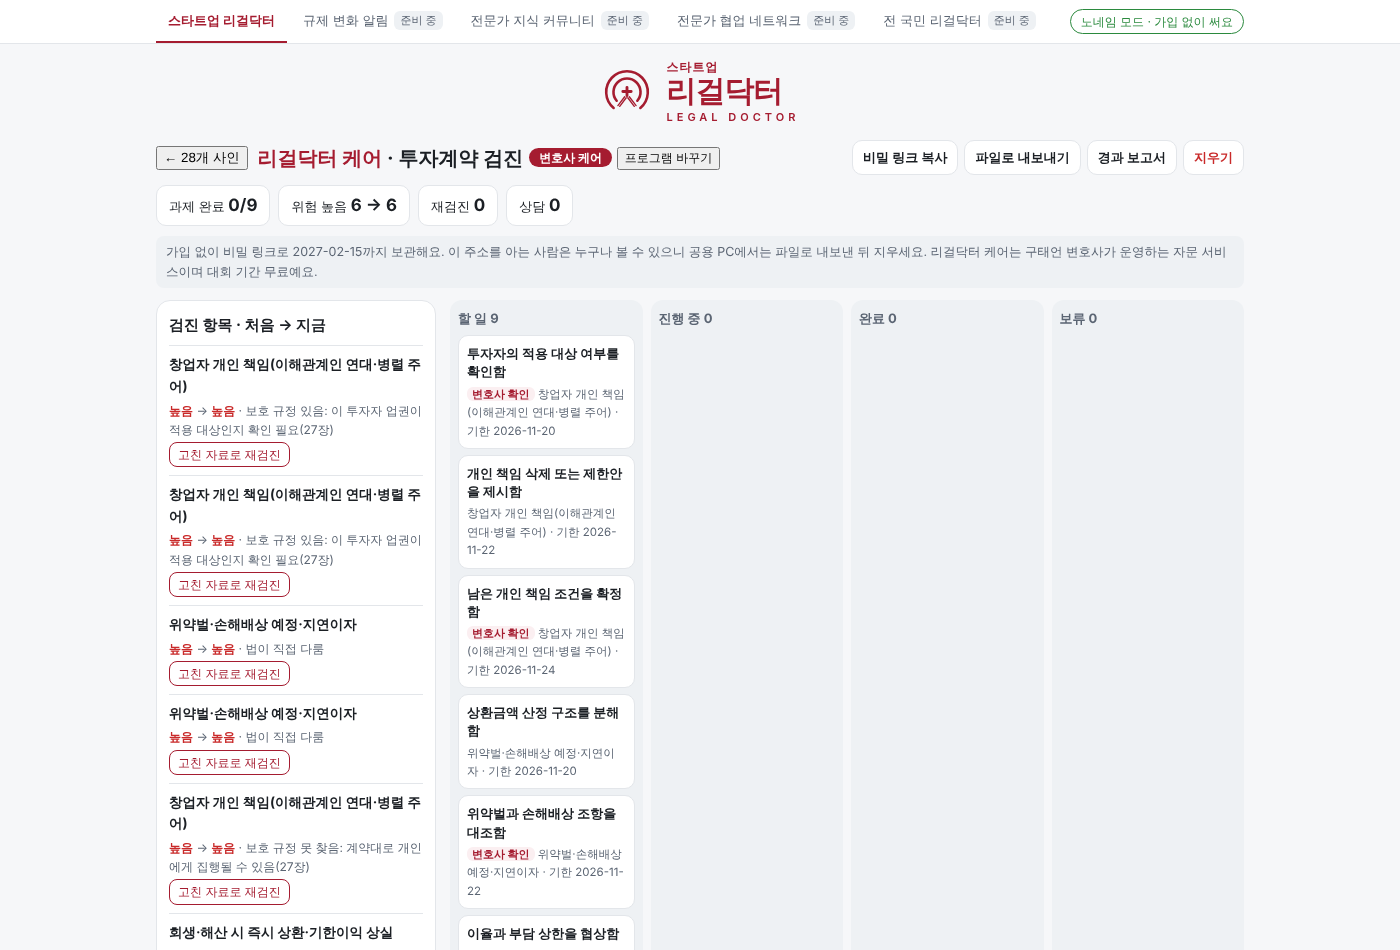 스타트업 리걸닥터
규제 변화 알림 준비 중
전문가 지식 커뮤니티 준비 중
전문가 협업 네트워크 준비 중
전 국민 리걸닥터 준비 중
노네임 모드 · 가입 없이 써요
스타트업
리걸닥터
LEGAL DOCTOR
← 28개 사인
리걸닥터 케어 · 투자계약 검진 변호사 케어
프로그램 바꾸기
비밀 링크 복사
파일로 내보내기
경과 보고서
지우기
과제 완료 0/9
위험 높음 6 → 6
재검진 0
상담 0
가입 없이 비밀 링크로 2027-02-15까지 보관해요. 이 주소를 아는 사람은 누구나 볼 수 있으니 공용 PC에서는 파일로 내보낸 뒤 지우세요. 리걸닥터 케어는 구태언 변호사가 운영하는 자문 서비
스이며 대회 기간 무료예요.
검진 항목 · 처음 → 지금
창업자 개인 책임(이해관계인 연대·병렬 주
어)
높음 → 높음 · 보호 규정 있음: 이 투자자 업권이
적용 대상인지 확인 필요(27장)
고친 자료로 재검진
창업자 개인 책임(이해관계인 연대·병렬 주
어)
높음 → 높음 · 보호 규정 있음: 이 투자자 업권이
적용 대상인지 확인 필요(27장)
고친 자료로 재검진
위약벌·손해배상 예정·지연이자
높음 → 높음 · 법이 직접 다룸
고친 자료로 재검진
위약벌·손해배상 예정·지연이자
높음 → 높음 · 법이 직접 다룸
고친 자료로 재검진
창업자 개인 책임(이해관계인 연대·병렬 주
어)
높음 → 높음 · 보호 규정 못 찾음: 계약대로 개인
에게 집행될 수 있음(27장)
고친 자료로 재검진
회생·해산 시 즉시 상환·기한이익 상실
할 일 9
투자자의 적용 대상 여부를
확인함
변호사 확인 창업자 개인 책임
(이해관계인 연대·병렬 주어) ·
기한 2026-11-20
개인 책임 삭제 또는 제한안
을 제시함
창업자 개인 책임(이해관계인
연대·병렬 주어) · 기한 2026-
11-22
남은 개인 책임 조건을 확정
함
변호사 확인 창업자 개인 책임
(이해관계인 연대·병렬 주어) ·
기한 2026-11-24
상환금액 산정 구조를 분해
함
위약벌·손해배상 예정·지연이
자 · 기한 2026-11-20
위약벌과 손해배상 조항을
대조함
변호사 확인 위약벌·손해배상
예정·지연이자 · 기한 2026-11-
22
이율과 부담 상한을 협상함
진행 중 0
완료 0
보류 0